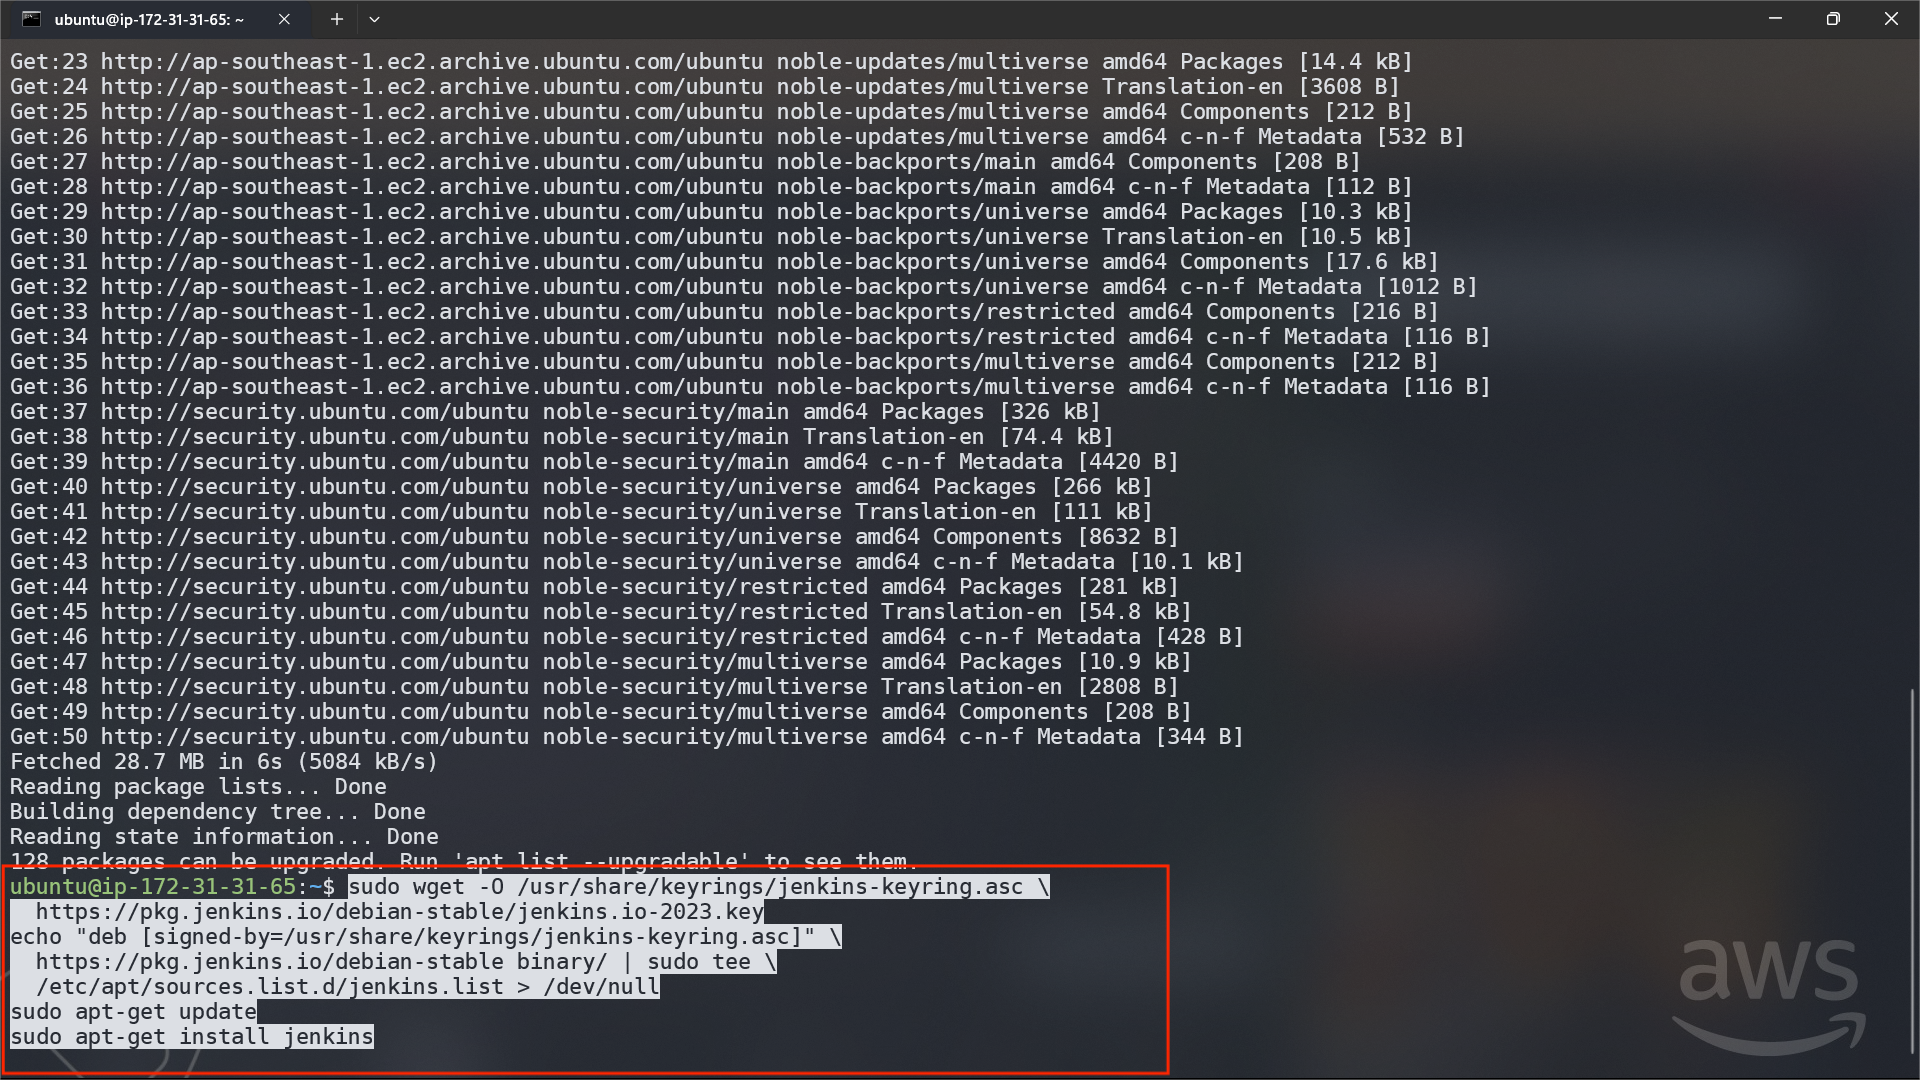 ubuntu@ip-172-31-31-65: ~
Get:23 http://ap-southeast-1.ec2.archive.ubuntu.com/ubuntu noble-updates/multiverse amd64 Packages [14.4 kB]
Get:24 http://ap-southeast-1.ec2.archive.ubuntu.com/ubuntu noble-updates/multiverse Translation-en [3608 B]
Get:25 http://ap-southeast-1.ec2.archive.ubuntu.com/ubuntu noble-updates/multiverse amd64 Components [212 B]
Get:26 http://ap-southeast-1.ec2.archive.ubuntu.com/ubuntu noble-updates/multiverse amd64 c-n-f Metadata [532 B]
Get:27 http://ap-southeast-1.ec2.archive.ubuntu.com/ubuntu noble-backports/main amd64 Components [208 B]
Get:28 http://ap-southeast-1.ec2.archive.ubuntu.com/ubuntu noble-backports/main amd64 c-n-f Metadata [112 B]
Get:29 http://ap-southeast-1.ec2.archive.ubuntu.com/ubuntu noble-backports/universe amd64 Packages [10.3 kB]
Get:30 http://ap-southeast-1.ec2.archive.ubuntu.com/ubuntu noble-backports/universe Translation-en [10.5 kB]
Get:31 http://ap-southeast-1.ec2.archive.ubuntu.com/ubuntu noble-backports/universe amd64 Components [17.6 kB]
Get:32 http://ap-southeast-1.ec2.archive.ubuntu.com/ubuntu noble-backports/universe amd64 c-n-f Metadata [1012 B]
Get:33 http://ap-southeast-1.ec2.archive.ubuntu.com/ubuntu noble-backports/restricted amd64 Components [216 B]
Get:34 http://ap-southeast-1.ec2.archive.ubuntu.com/ubuntu noble-backports/restricted amd64 c-n-f Metadata [116 B]
Get:35 http://ap-southeast-1.ec2.archive.ubuntu.com/ubuntu noble-backports/multiverse amd64 Components [212 B]
Get:36 http://ap-southeast-1.ec2.archive.ubuntu.com/ubuntu noble-backports/multiverse amd64 c-n-f Metadata [116 B]
Get:37 http://security.ubuntu.com/ubuntu noble-security/main amd64 Packages [326 kB]
Get:38 http://security.ubuntu.com/ubuntu noble-security/main Translation-en [74.4 kB]
Get:39 http://security.ubuntu.com/ubuntu noble-security/main amd64 c-n-f Metadata [4420 B]
Get:40 http://security.ubuntu.com/ubuntu noble-security/universe amd64 Packages [266 kB]
Get:41 http://security.ubuntu.com/ubuntu noble-security/universe Translation-en [111 kB]
Get:42 http://security.ubuntu.com/ubuntu noble-security/universe amd64 Components [8632 B]
Get:43 http://security.ubuntu.com/ubuntu noble-security/universe amd64 c-n-f Metadata [10.1 kB]
Get:44 http://security.ubuntu.com/ubuntu noble-security/restricted amd64 Packages [281 kB]
Get:45 http://security.ubuntu.com/ubuntu noble-security/restricted Translation-en [54.8 kB]
Get:46 http://security.ubuntu.com/ubuntu noble-security/restricted amd64 c-n-f Metadata [428 B]
Get:47 http://security.ubuntu.com/ubuntu noble-security/multiverse amd64 Packages [10.9 kB]
Get:48 http://security.ubuntu.com/ubuntu noble-security/multiverse Translation-en [2808 B]
Get:49 http://security.ubuntu.com/ubuntu noble-security/multiverse amd64 Components [208 B]
Get:50 http://security.ubuntu.com/ubuntu noble-security/multiverse amd64 c-n-f Metadata [344 B]
Fetched 28.7 MB in 6s (5084 kB/s)
Reading package lists... Done
Building dependency tree... Done
Reading state information... Done
128 packages can be upgraded. Run 'apt list --upgradable' to see them.
ubuntu@ip-172-31-31-65:~$ sudo wget -O /usr/share/keyrings/jenkins-keyring.asc \
  https://pkg.jenkins.io/debian-stable/jenkins.io-2023.key
echo "deb [signed-by=/usr/share/keyrings/jenkins-keyring.asc]" \
  https://pkg.jenkins.io/debian-stable binary/ | sudo tee \
  /etc/apt/sources.list.d/jenkins.list > /dev/null
sudo apt-get update
sudo apt-get install jenkins
aws